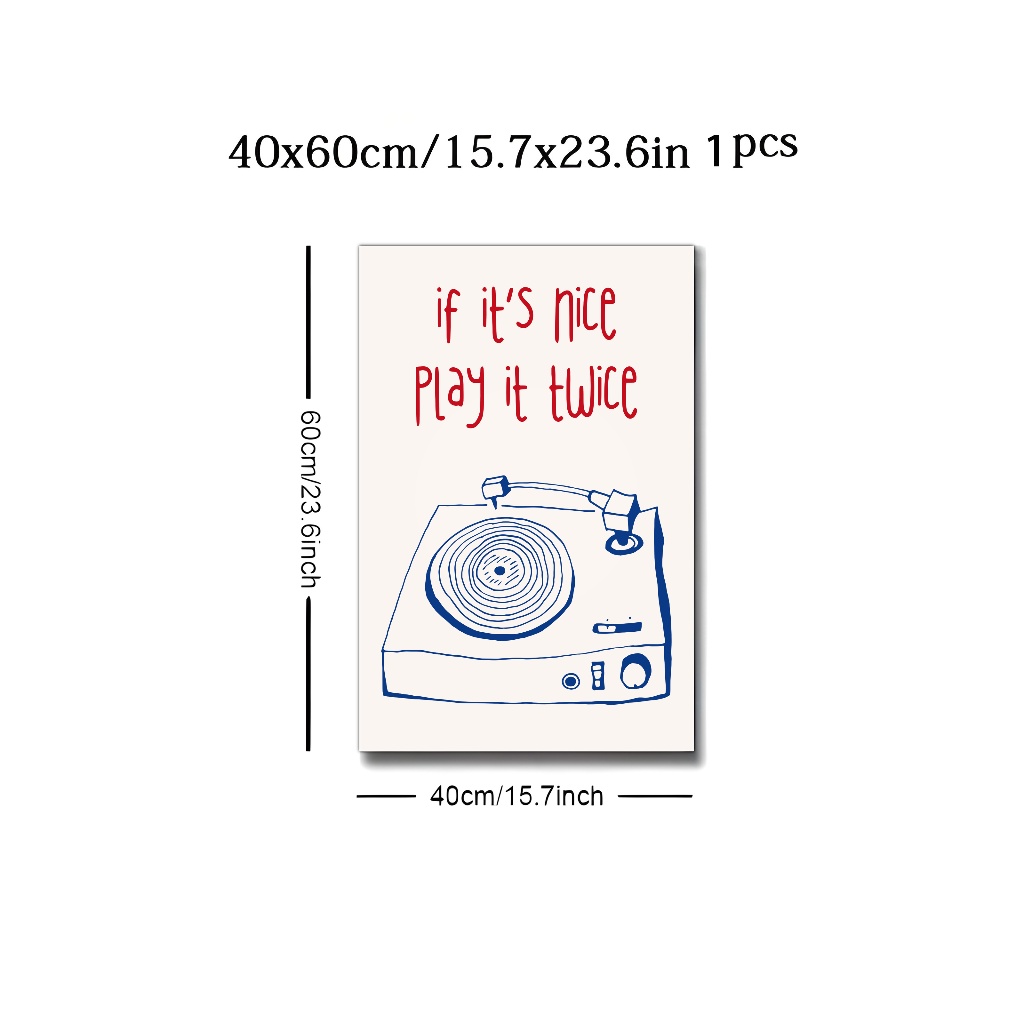 40x60cm/15.7x23.6in 1pcs
if it's nice
play it twice
60cm/23.6inch
40cm/15.7inch